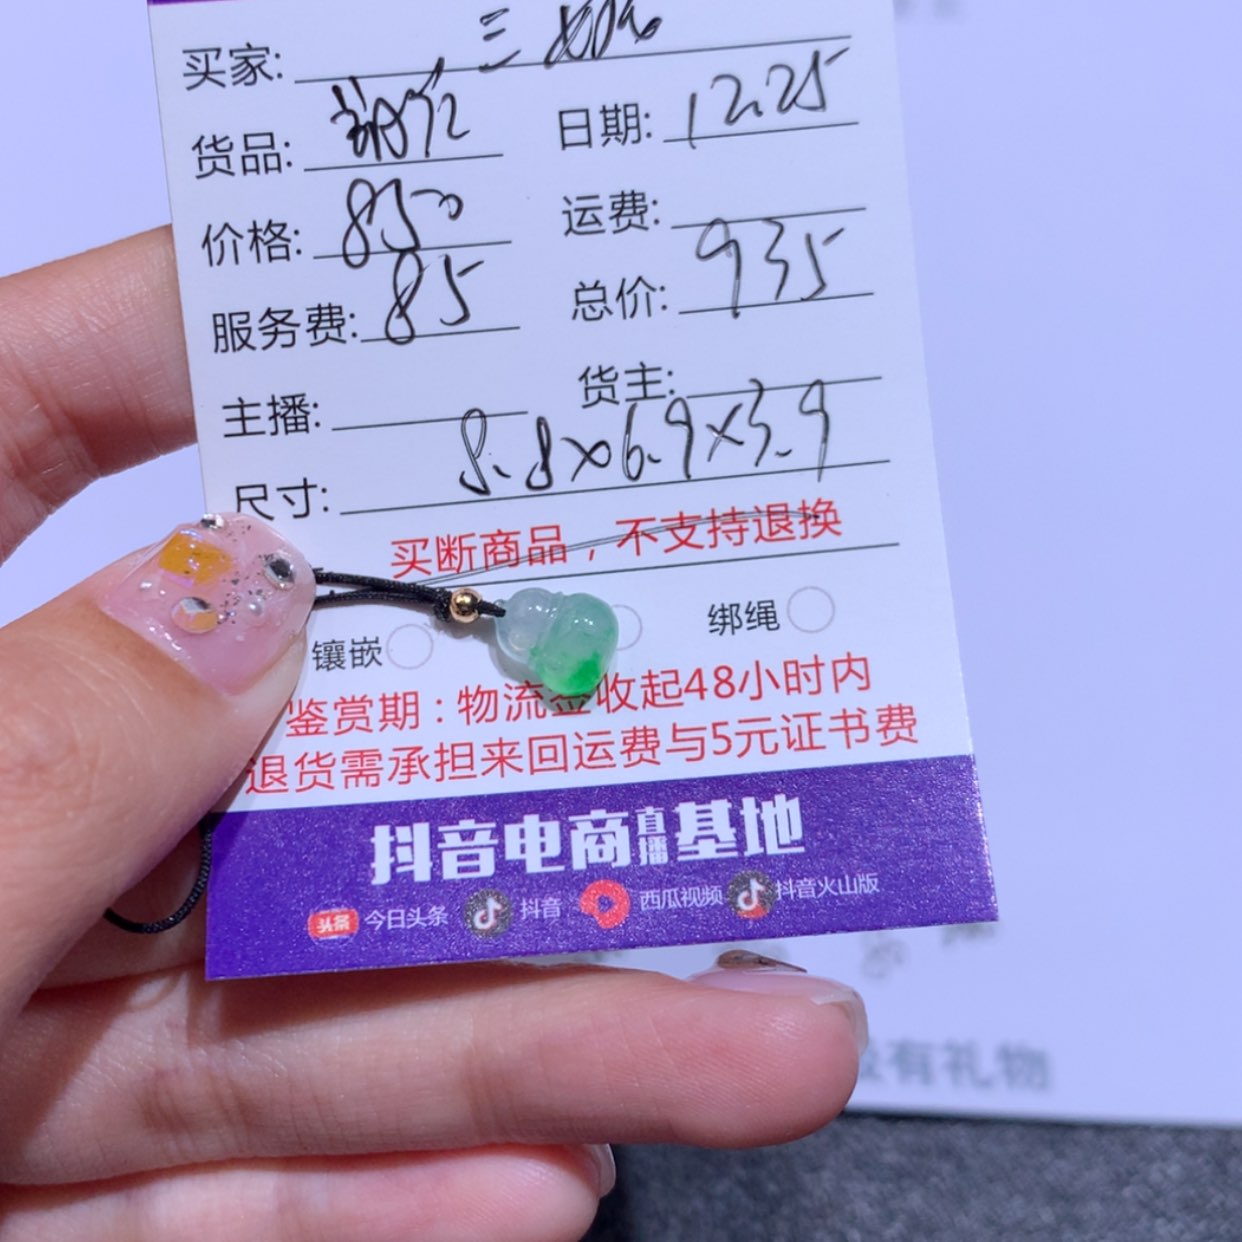 买家: 三
货品: 日期: 12.25
价格: 850 运费:
服务费: 85 总价: 935
主播: 货主:
尺寸: 8.8×6.9×3.9
买断商品，不支持退换
镶嵌 绑绳
鉴赏期：物流签收起48小时内
退货需承担来回运费与5元证书费
抖音电商直播基地
头条 今日头条 抖音 西瓜视频 抖音火山版
有礼物